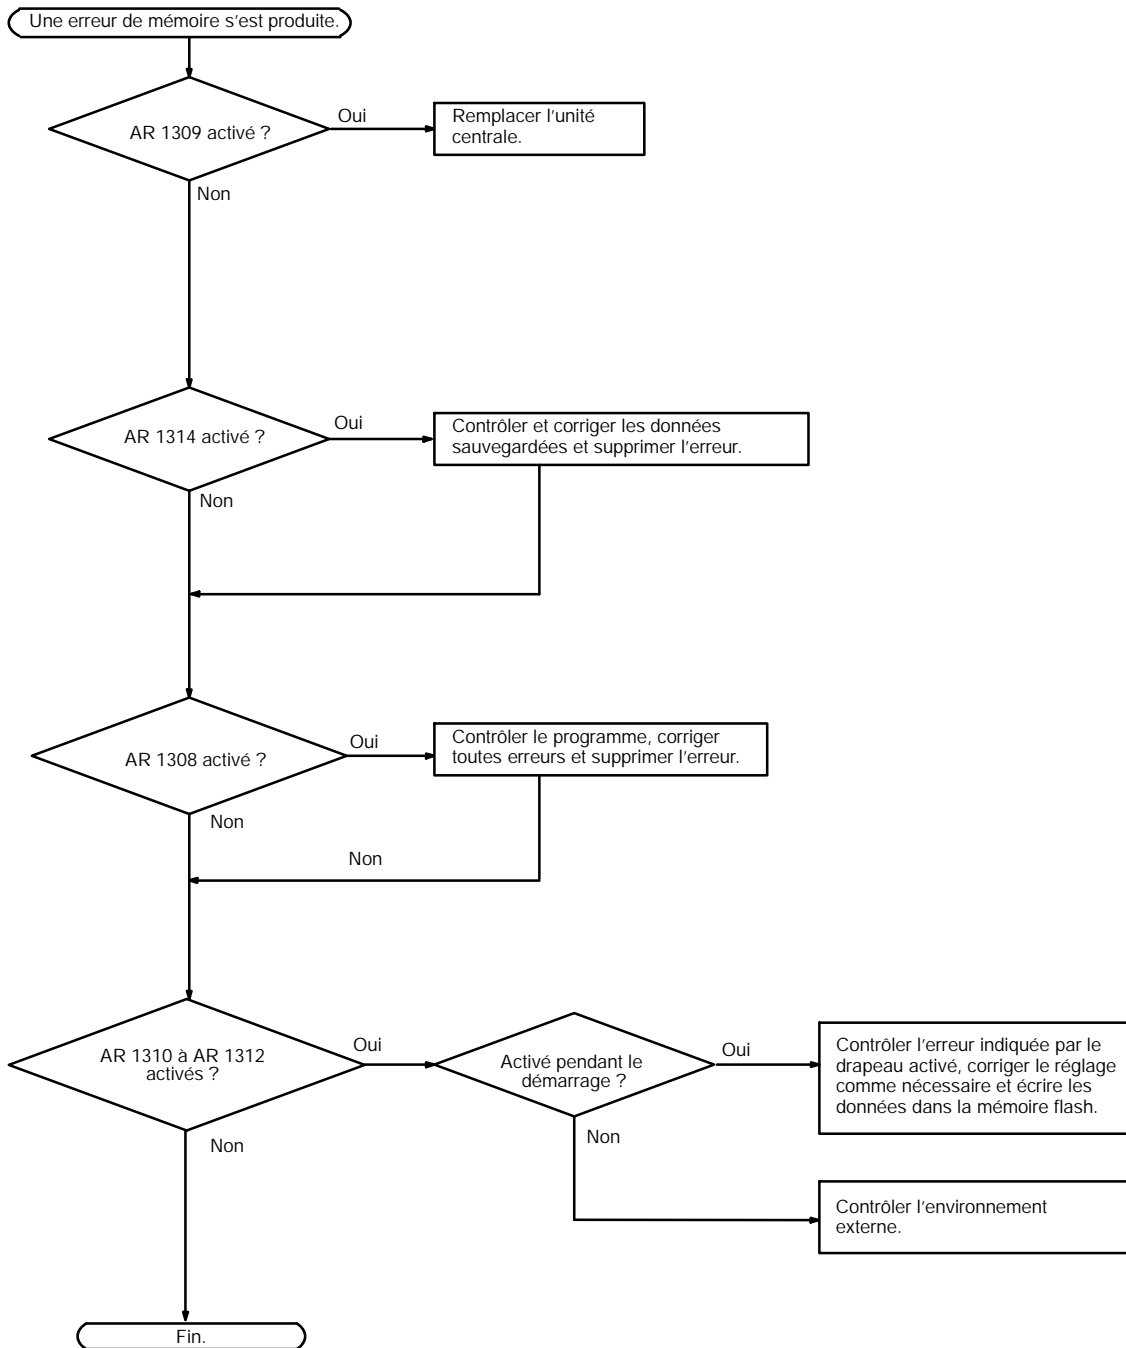 Une erreur de mémoire s'est produite.
AR 1309 activé ?
Oui
Remplacer l'unité
centrale.
Non
AR 1314 activé ?
Oui
Contrôler et corriger les données
sauvegardées et supprimer l'erreur.
Non
AR 1308 activé ?
Oui
Contrôler le programme, corriger
toutes erreurs et supprimer l'erreur.
Non
Non
AR 1310 à AR 1312
activés ?
Oui
Activé pendant le
démarrage ?
Oui
Contrôler l'erreur indiquée par le
drapeau activé, corriger le réglage
comme nécessaire et écrire les
données dans la mémoire flash.
Non
Non
Contrôler l'environnement
externe.
Fin.